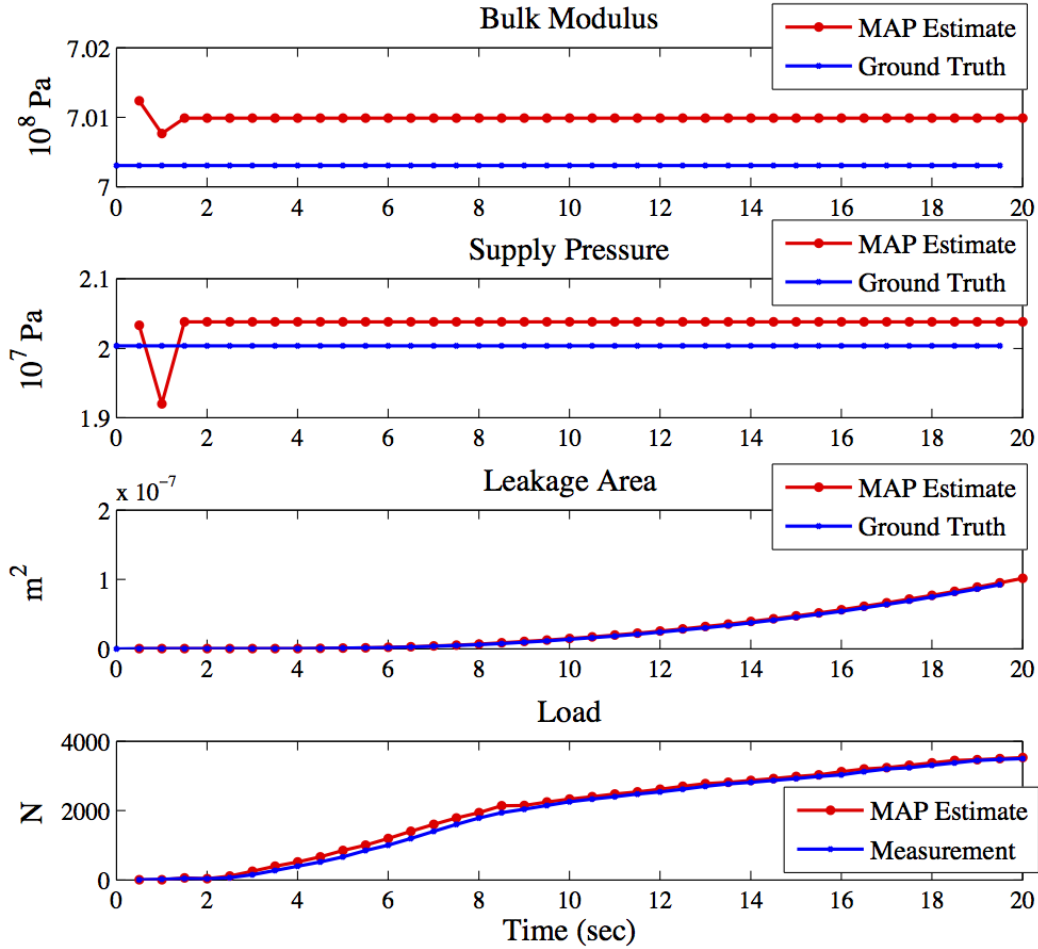 Bulk Modulus
MAP Estimate
Ground Truth
7.02
7.01
7
10^8 Pa
0 2 4 6 8 10 12 14 16 18 20
Supply Pressure
MAP Estimate
Ground Truth
2.1
2
1.9
10^7 Pa
0 2 4 6 8 10 12 14 16 18 20
x 10^-7
Leakage Area
MAP Estimate
Ground Truth
2
1
0
m^2
0 2 4 6 8 10 12 14 16 18 20
Load
4000
2000
0
N
MAP Estimate
Measurement
0 2 4 6 8 10 12 14 16 18 20
Time (sec)